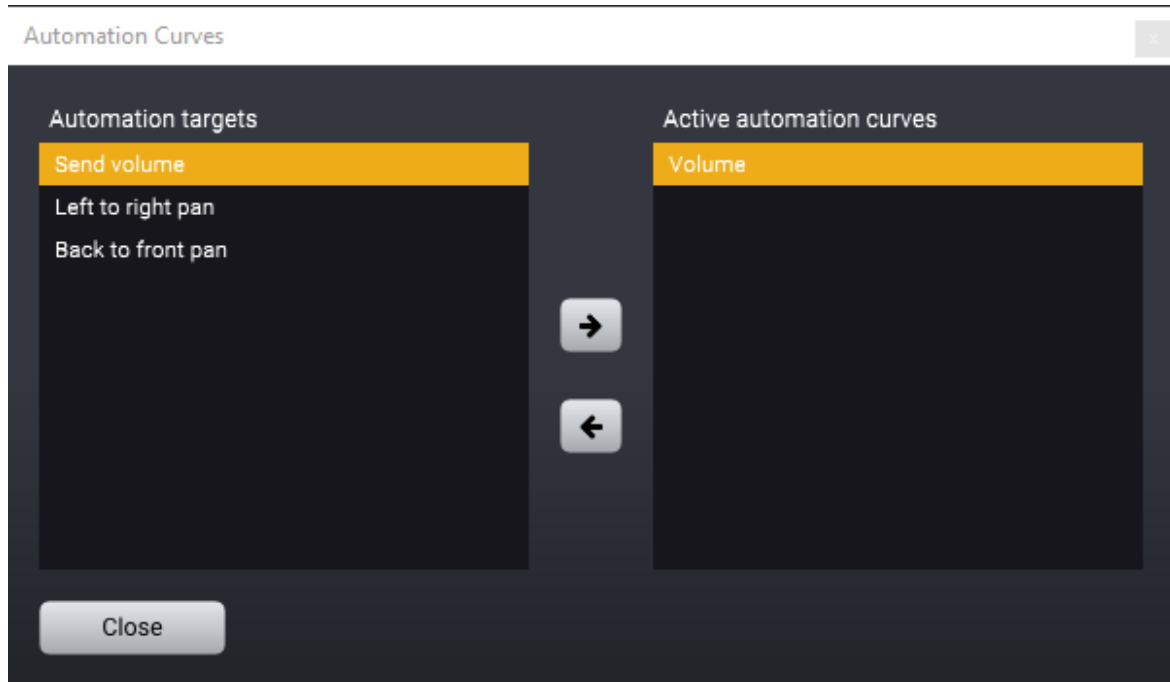 Automation Curves
Automation targets
Send volume
Left to right pan
Back to front pan
Active automation curves
Volume
Close